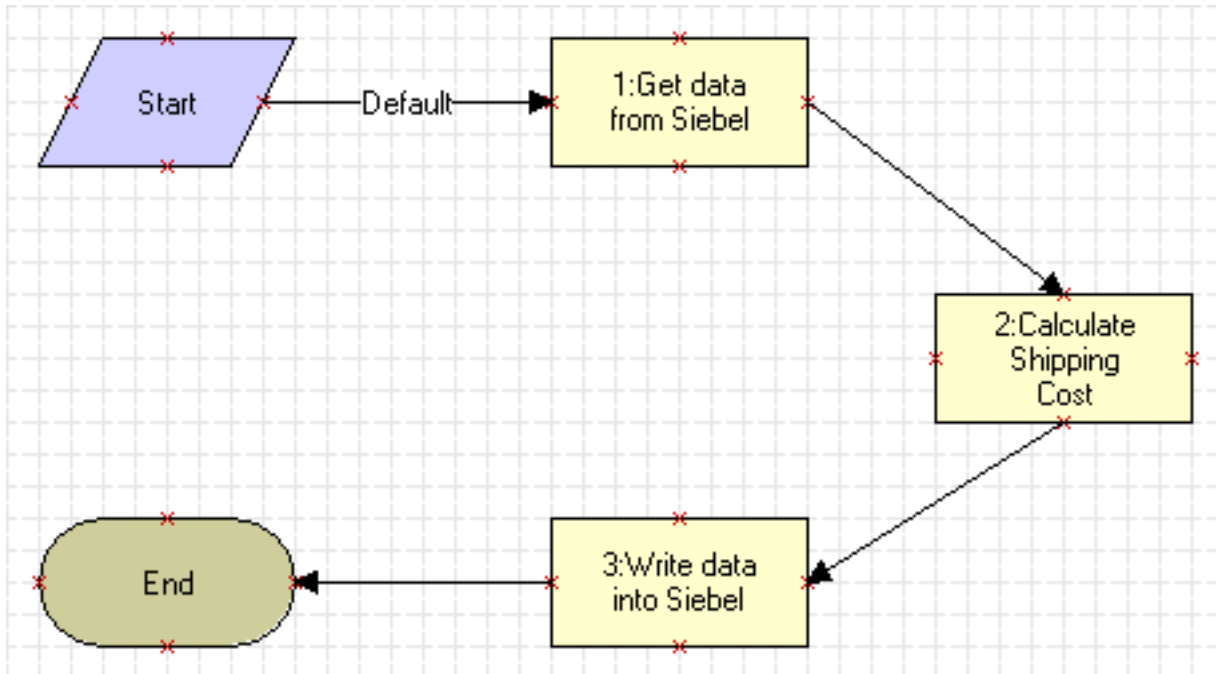 Start
Default
1:Get data
from Siebel
2:Calculate
Shipping
Cost
3:Write data
into Siebel
End